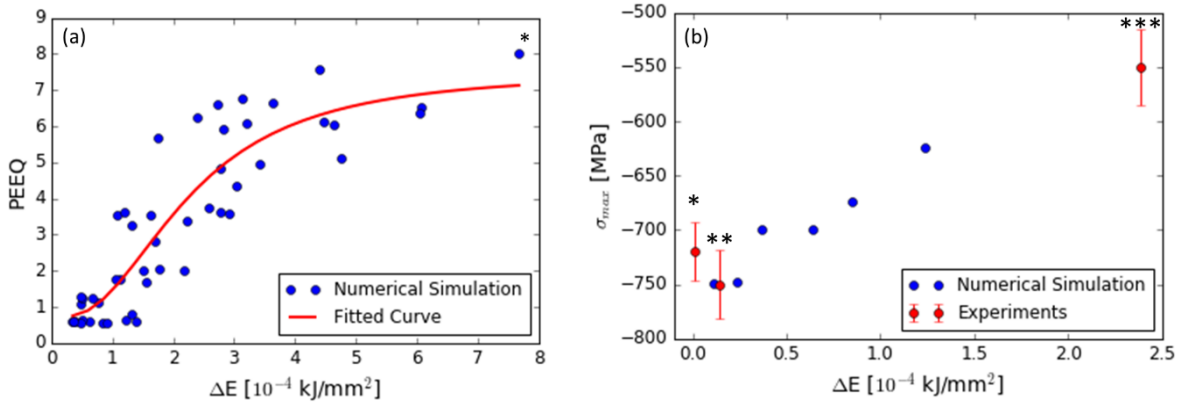 (a)
*
9
8
7
6
5
4
3
2
1
0
PEEQ
0 1 2 3 4 5 6 7 8
ΔE [10⁻⁴ kJ/mm²]
Numerical Simulation
Fitted Curve
(b)
***
*
**
−500
−550
−600
−650
−700
−750
−800
σmax [MPa]
0.0 0.5 1.0 1.5 2.0 2.5
ΔE [10⁻⁴ kJ/mm²]
Numerical Simulation
Experiments